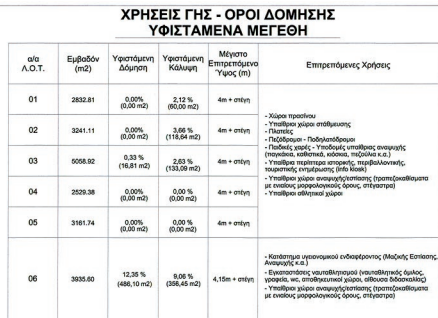 ΧΡΗΣΕΙΣ ΓΗΣ - ΟΡΟΙ ΔΟΜΗΣΗΣ
ΥΦΙΣΤΑΜΕΝΑ ΜΕΓΕΘΗ
α/α Λ.Ο.Τ. Εμβαδόν (m2) Υφιστάμενη Δόμηση Υφιστάμενη Κάλυψη Μέγιστο Επιτρεπόμενο Ύψος (m) Επιτρεπόμενες Χρήσεις
01 2832.81 0,00% (0,00 m2) 2,12 % (60,00 m2) 4m + στέγη
02 3241.11 0,00% (0,00 m2) 3,66 % (118,64 m2) 4m + στέγη
03 5058.92 0,33 % (16,81 m2) 2,63 % (133,09 m2) 4m + στέγη
04 2529.38 0,00% (0,00 m2) 0,00 % (0,00 m2) 4m + στέγη
05 3161.74 0,00% (0,00 m2) 0,00 % (0,00 m2) 4m + στέγη
- Χώροι πρασίνου
- Υπαίθριοι χώροι στάθμευσης
- Πλατείες
- Πεζόδρομοι - Ποδηλατόδρομοι
- Παιδικές χαρές - Υποδομές υπαίθριας αναψυχής
(παγκάκια, καθιστικά, κιόσκια, πεζούλια κ.α.)
- Υπαίθρια περίπτερα ιστορικής, περιβαλλοντικής,
τουριστικής ενημέρωσης (info kiosk)
- Υπαίθριοι χώροι αναψυχής/εστίασης (τραπεζοκαθίσματα
με ενιαίους μορφολογικούς όρους, στέγαστρα)
- Υπαίθριοι αθλητικοί χώροι
06 3935.60 12,35 % (486,10 m2) 9,06 % (356,45 m2) 4,15m + στέγη
- Κατάστημα υγειονομικού ενδιαφέροντος (Μαζικής Εστίασης,
Αναψυχής κ.α.)
- Εγκαταστάσεις ναυταθλητισμού (ναυταθλητικός όμιλος,
γραφεία, wc, αποθηκευτικοί χώροι, αίθουσα διδασκαλίας)
- Υπαίθριοι χώροι αναψυχής/εστίασης (τραπεζοκαθίσματα
με ενιαίους μορφολογικούς όρους, στέγαστρα)